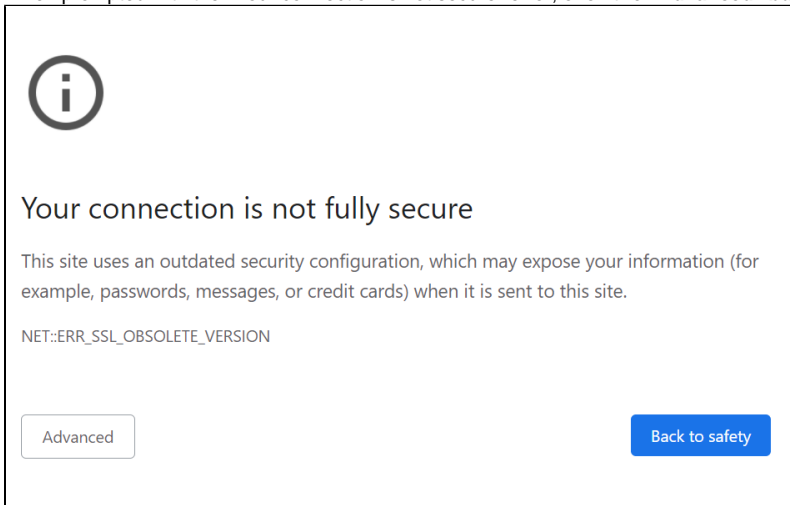 Your connection is not fully secure
This site uses an outdated security configuration, which may expose your information (for
example, passwords, messages, or credit cards) when it is sent to this site.
NET::ERR_SSL_OBSOLETE_VERSION
Advanced
Back to safety